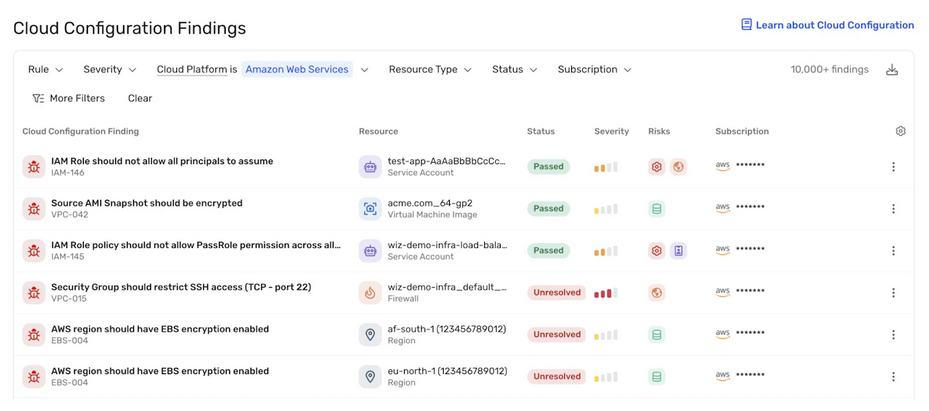 Cloud Configuration Findings
Learn about Cloud Configuration
Rule Severity Cloud Platform is Amazon Web Services Resource Type Status Subscription 10,000+ findings
More Filters Clear
Cloud Configuration Finding Resource Status Severity Risks Subscription
IAM Role should not allow all principals to assume test-app-AaAaBbBbCcCc... Passed aws *******
IAM-146 Service Account
Source AMI Snapshot should be encrypted acme.com_64-gp2 Passed aws *******
VPC-042 Virtual Machine Image
IAM Role policy should not allow PassRole permission across all... wiz-demo-infra-load-bala... Passed aws *******
IAM-145 Service Account
Security Group should restrict SSH access (TCP - port 22) wiz-demo-infra_default_... Unresolved aws *******
VPC-015 Firewall
AWS region should have EBS encryption enabled af-south-1 (123456789012) Unresolved aws *******
EBS-004 Region
AWS region should have EBS encryption enabled eu-north-1 (123456789012) Unresolved aws *******
EBS-004 Region